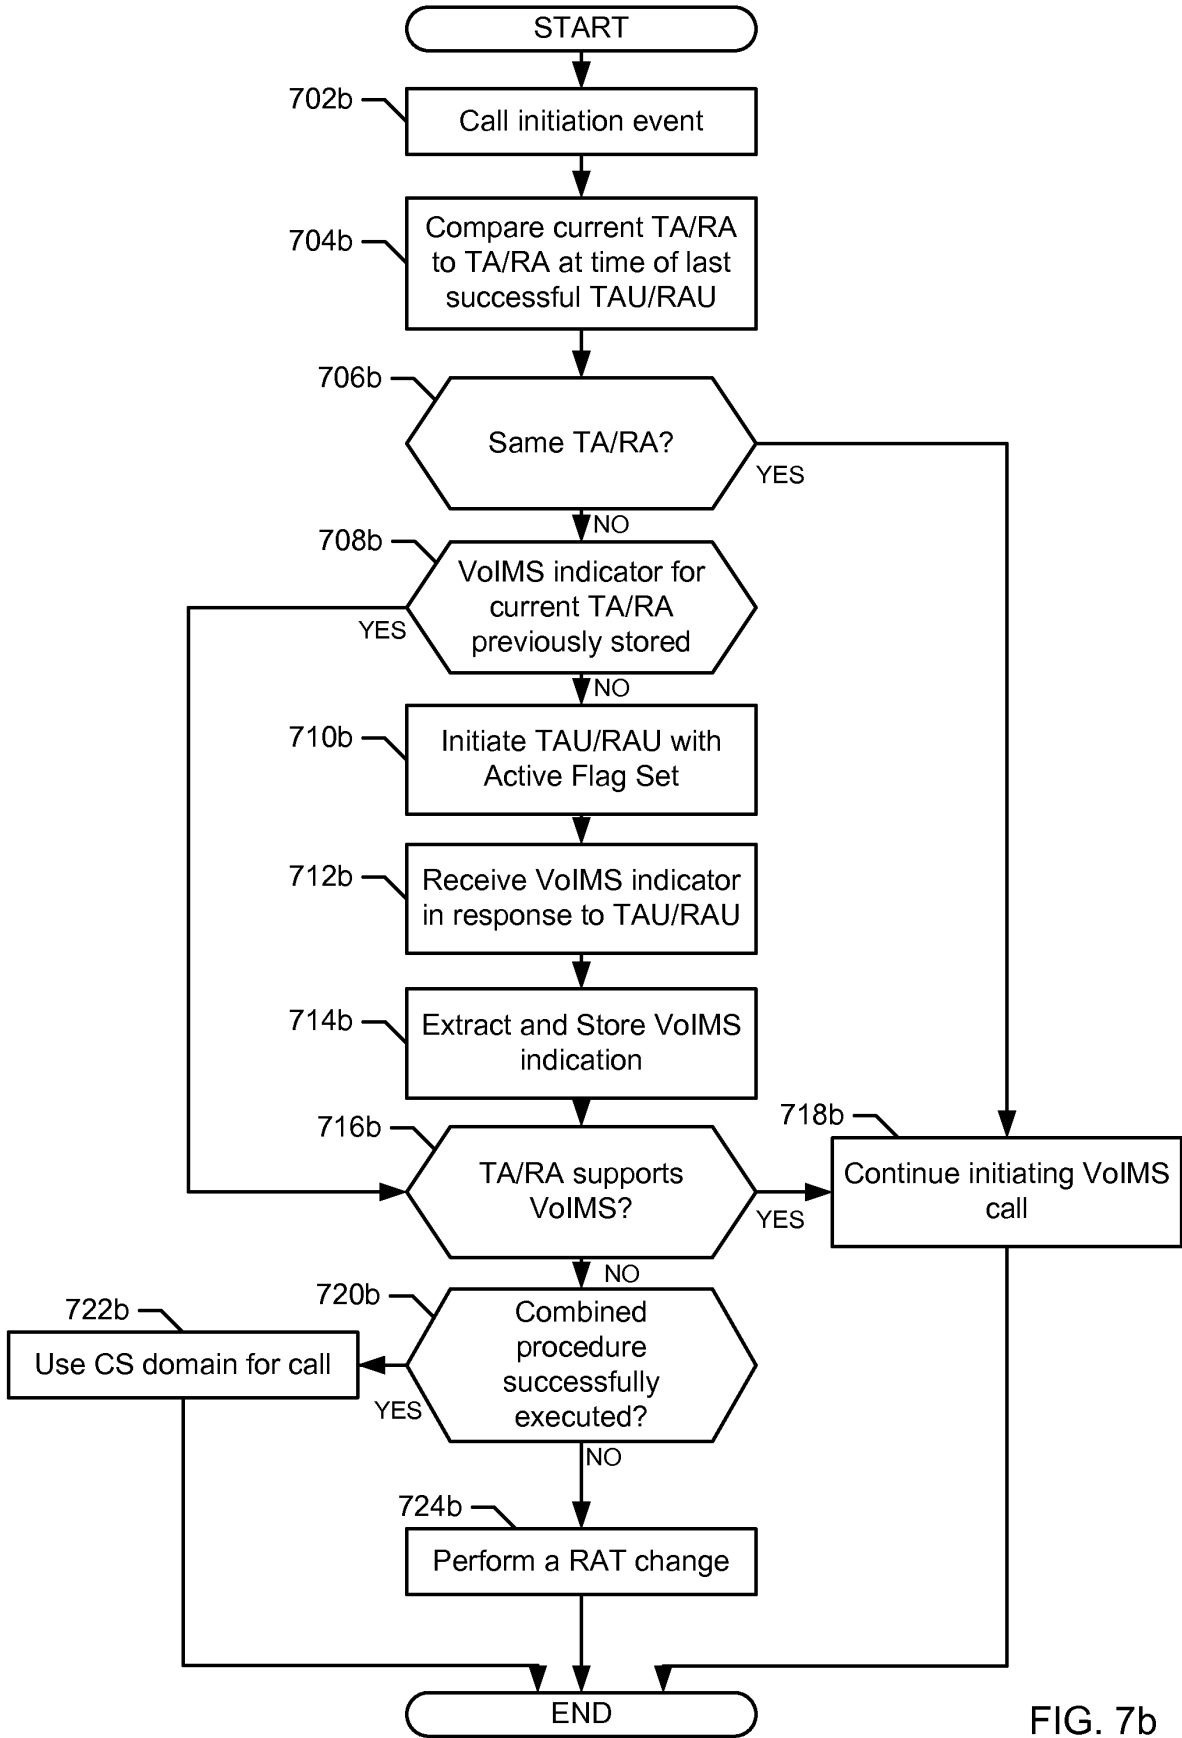 START
702b
Call initiation event
704b
Compare current TA/RA
to TA/RA at time of last
successful TAU/RAU
706b
Same TA/RA?
YES
NO
708b
VoIMS indicator for
current TA/RA
previously stored
YES
NO
710b
Initiate TAU/RAU with
Active Flag Set
712b
Receive VoIMS indicator
in response to TAU/RAU
714b
Extract and Store VoIMS
indication
716b
TA/RA supports
VoIMS?
YES
718b
Continue initiating VoIMS
call
NO
720b
Combined
procedure
successfully
executed?
YES
722b
Use CS domain for call
NO
724b
Perform a RAT change
END
FIG. 7b